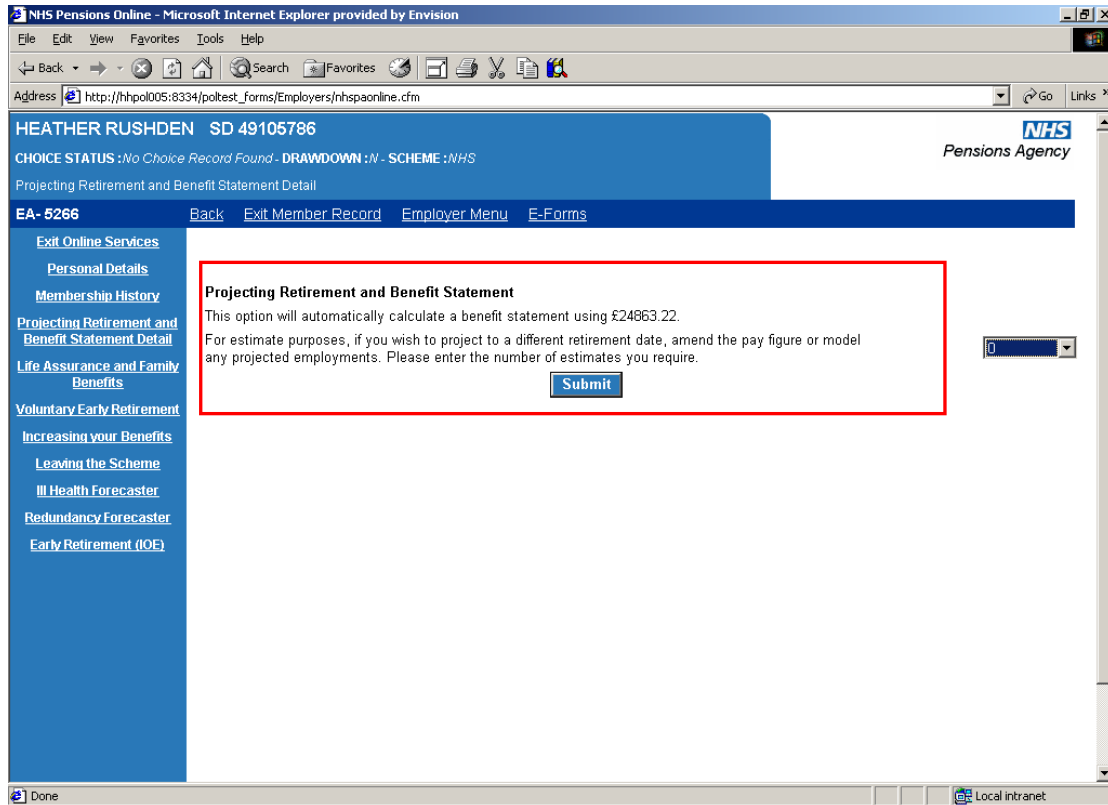 NHS Pensions Online - Microsoft Internet Explorer provided by Envision
File Edit View Favorites Tools Help
Back Search Favorites
Address http://hhpol005:8334/poltest_forms/Employers/nhspaonline.cfm Go Links »
HEATHER RUSHDEN SD 49105786
NHS
CHOICE STATUS :No Choice Record Found - DRAWDOWN :N - SCHEME :NHS
Pensions Agency
Projecting Retirement and Benefit Statement Detail
EA- 5266 Back Exit Member Record Employer Menu E-Forms
Exit Online Services
Personal Details
Membership History
Projecting Retirement and
Benefit Statement Detail
Life Assurance and Family
Benefits
Voluntary Early Retirement
Increasing your Benefits
Leaving the Scheme
Ill Health Forecaster
Redundancy Forecaster
Early Retirement (IOE)
Projecting Retirement and Benefit Statement
This option will automatically calculate a benefit statement using £24863.22.
For estimate purposes, if you wish to project to a different retirement date, amend the pay figure or model
any projected employments. Please enter the number of estimates you require.
0
Submit
Done Local intranet